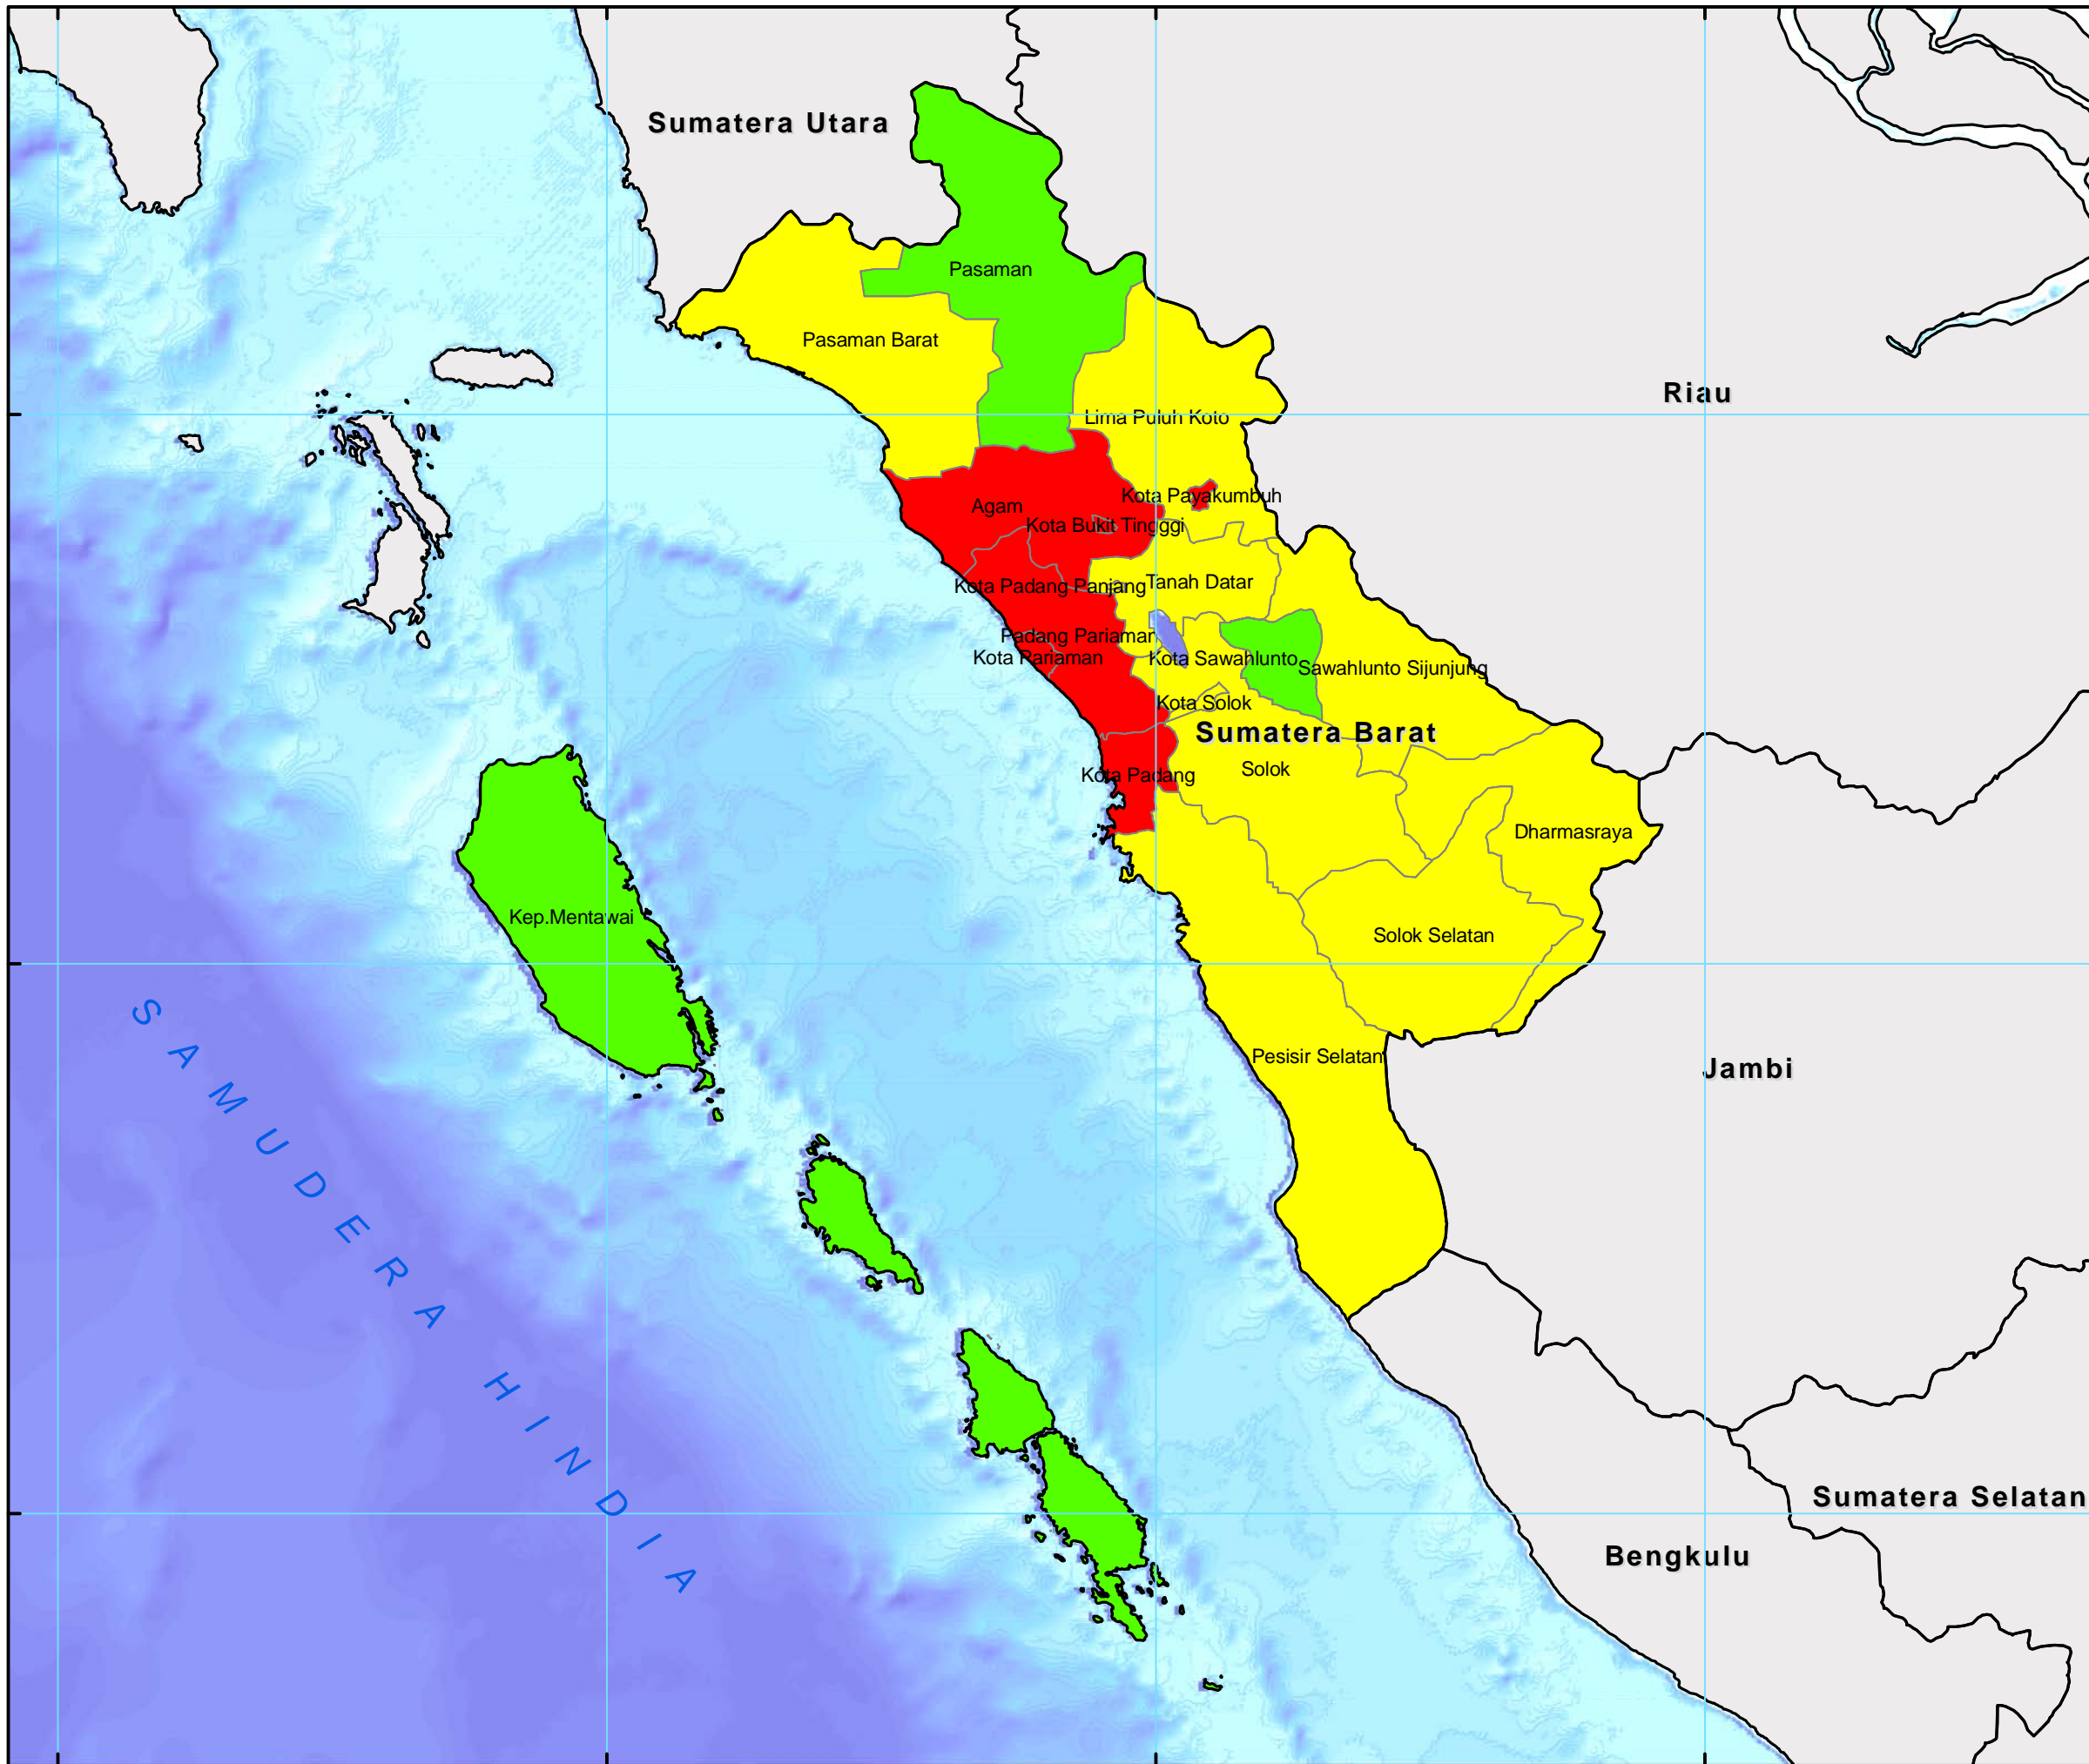 Sumatera Utara
Pasaman
Pasaman Barat
Riau
Lima Puluh Koto
Kota Payakumbuh
Agam
Kota Bukit Tingggi
Tanah Datar
Kota Padang Panjang
Padang Pariaman
Kota Pariaman
Kota Sawahlunto
Sawahlunto Sijunjung
Kota Solok
Sumatera Barat
Solok
Kota Padang
Dharmasraya
Kep.Mentawai
Solok Selatan
Pesisir Selatan
Jambi
SAMUDERA HINDIA
Sumatera Selatan
Bengkulu